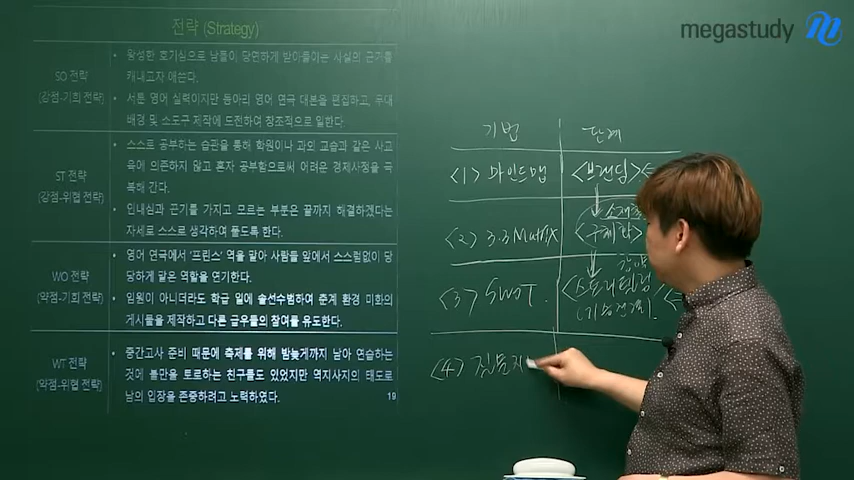 megastudy
전략 (Strategy)
SO 전략
(강점-기회 전략)
• 왕성한 호기심으로 남들이 당연하게 받아들이는 사실의 근거를
캐내고자 애쓴다.
• 서툰 영어 실력이지만 동아리 영어 연극 대본을 편집하고, 무대
배경 및 소도구 제작에 도전하여 창조적으로 일한다.
ST 전략
(강점-위협 전략)
• 스스로 공부하는 습관을 통해 학원이나 과외 교습과 같은 사교
육에 의존하지 않고 혼자 공부함으로써 어려운 경제사정을 극
복해 간다.
• 인내심과 끈기를 가지고 모르는 부분은 끝까지 해결하겠다는
자세로 스스로 생각하여 풀도록 한다.
WO 전략
(약점-기회 전략)
• 영어 연극에서 '프린스' 역을 맡아 사람들 앞에서 스스럼없이 당
당하게 맡은 역할을 연기한다.
• 임원이 아니더라도 학급 일에 솔선수범하여 춘계 환경 미화의
게시물을 제작하고 다른 급우들의 참여를 유도한다.
WT 전략
(약점-위협 전략)
• 중간고사 준비 때문에 축제를 위해 밤늦게까지 남아 연습하는
것에 불만을 토로하는 친구들도 있었지만 역지사지의 태도로
남의 입장을 존중하려고 노력하였다.
19
기법 단계
<1> 마인드맵 <브랜딩>
<2> 3.3 Matrix <구체화>
<3> SWOT. <스토리텔링>
<4> 질문지